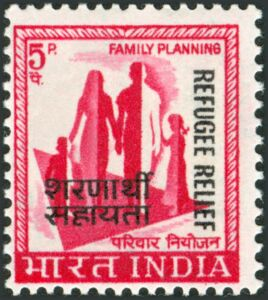 5 P.
पै.
FAMILY PLANNING
REFUGEE RELIEF
शरणार्थी
सहायता
परिवार नियोजन
भारत INDIA